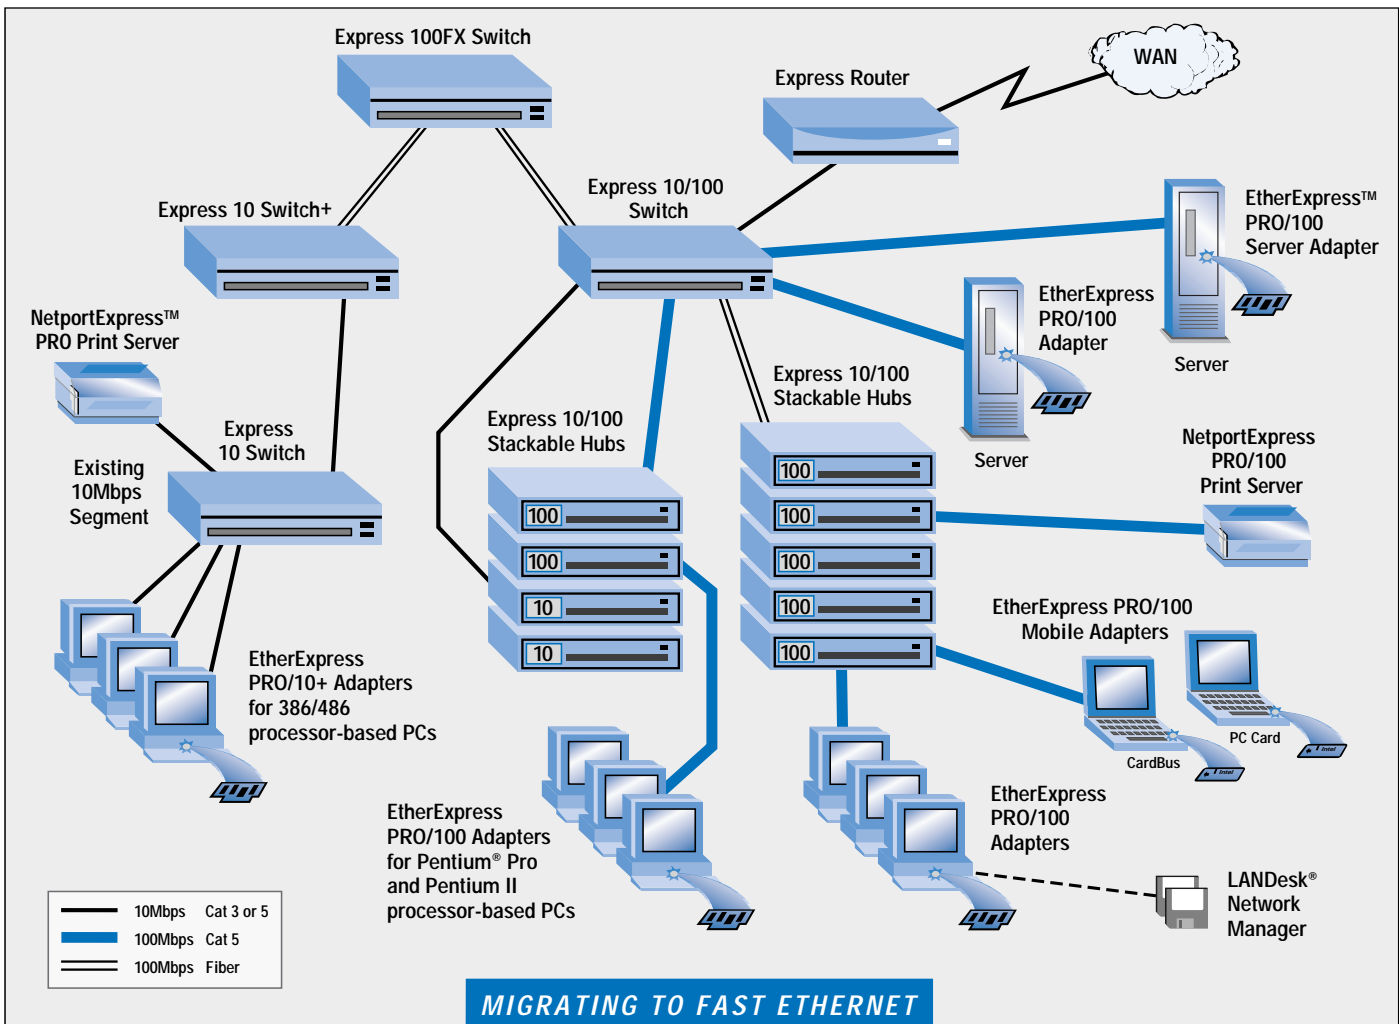 Express 100FX Switch
WAN
Express Router
Express 10/100
Switch
Express 10 Switch+
EtherExpress™
PRO/100
Server Adapter
Server
EtherExpress
PRO/100
Adapter
Server
NetportExpress™
PRO Print Server
Express
10 Switch
Existing
10Mbps
Segment
Express 10/100
Stackable Hubs
100
100
10
10
Express 10/100
Stackable Hubs
100
100
100
100
100
NetportExpress
PRO/100
Print Server
EtherExpress PRO/100
Mobile Adapters
PC Card
intel
CardBus
intel
EtherExpress
PRO/10+ Adapters
for 386/486
processor-based PCs
EtherExpress
PRO/100 Adapters
for Pentium® Pro
and Pentium II
processor-based PCs
EtherExpress
PRO/100
Adapters
LANDesk®
Network
Manager
10Mbps Cat 3 or 5
100Mbps Cat 5
100Mbps Fiber
MIGRATING TO FAST ETHERNET